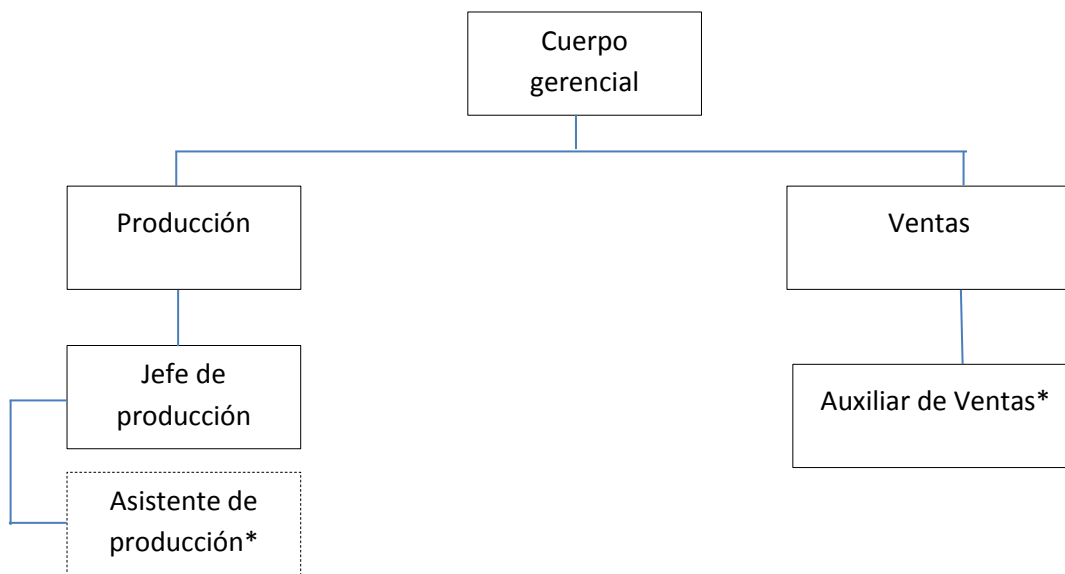 Cuerpo
gerencial
Producción
Ventas
Jefe de
producción
Auxiliar de Ventas*
Asistente de
producción*